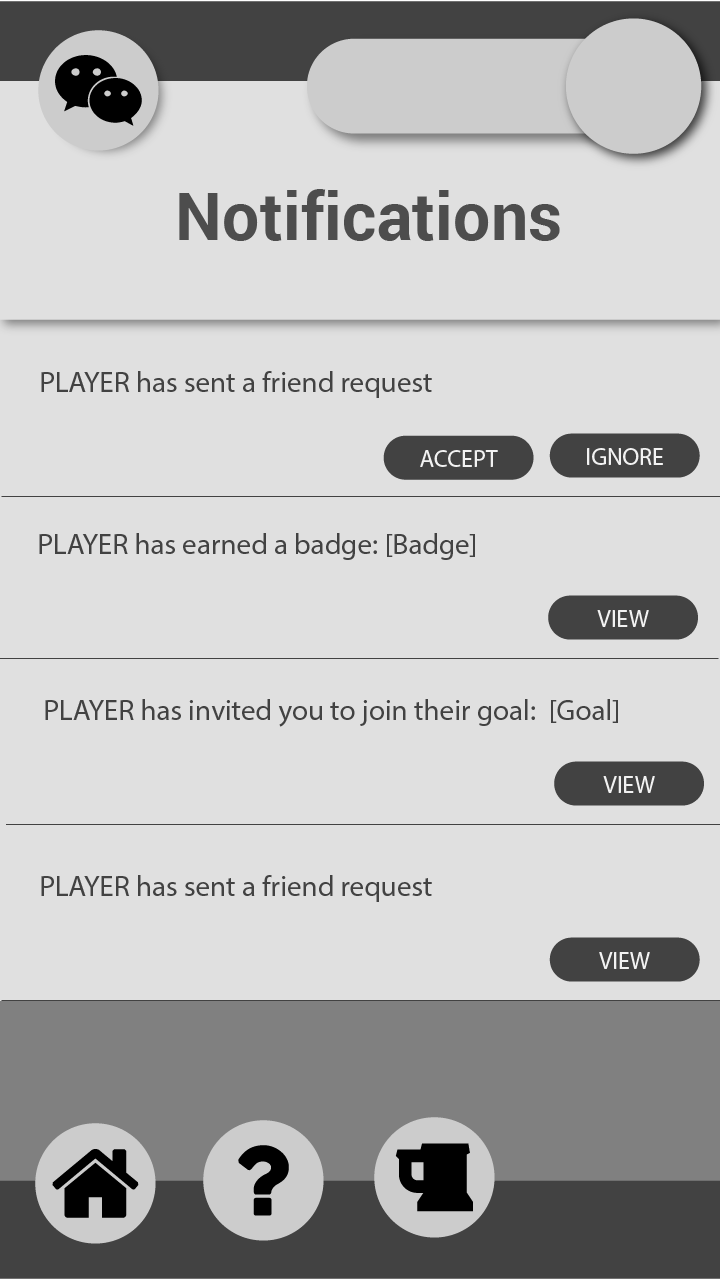 Notifications
PLAYER has sent a friend request
ACCEPT IGNORE
PLAYER has earned a badge: [Badge]
VIEW
PLAYER has invited you to join their goal:  [Goal]
VIEW
PLAYER has sent a friend request
VIEW
?